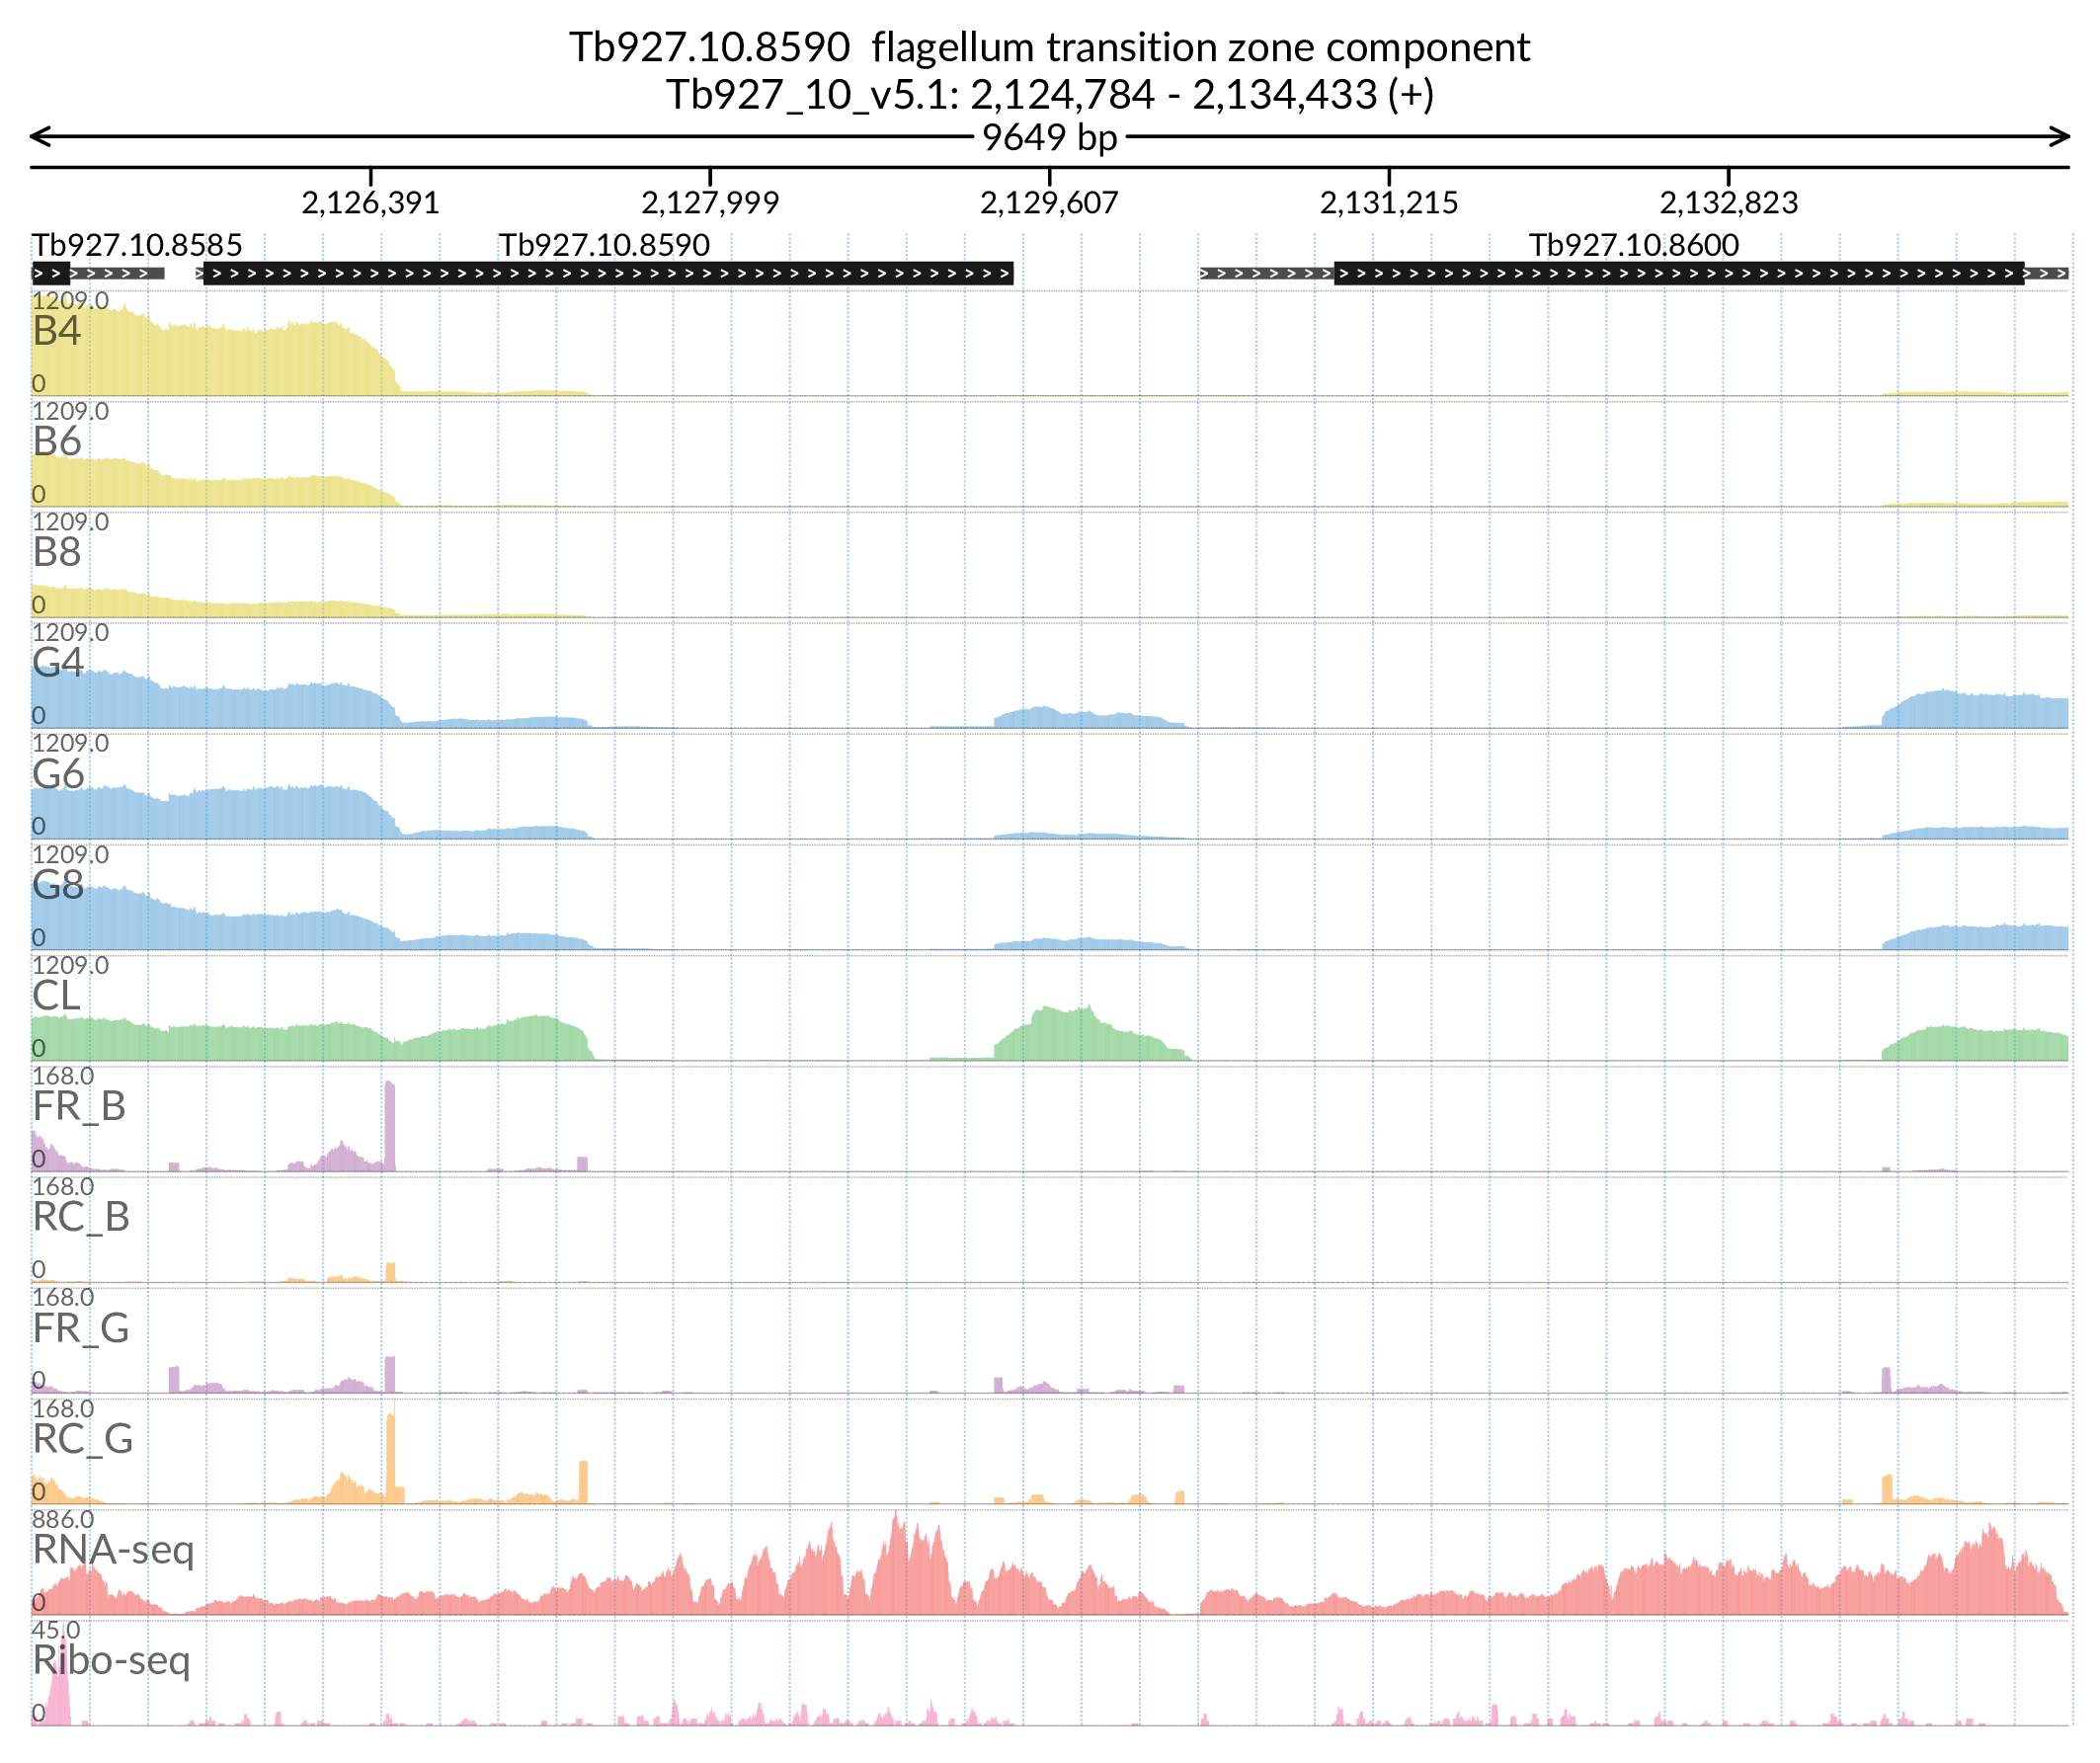 Tb927.10.8590  flagellum transition zone component
Tb927_10_v5.1: 2,124,784 - 2,134,433 (+)
9649 bp
2,126,391 2,127,999 2,129,607 2,131,215 2,132,823
Tb927.10.8585 Tb927.10.8590 Tb927.10.8600
1209.0
B4
0
1209.0
B6
0
1209.0
B8
0
1209.0
G4
0
1209.0
G6
0
1209.0
G8
0
1209.0
CL
0
168.0
FR_B
0
168.0
RC_B
0
168.0
FR_G
0
168.0
RC_G
0
886.0
RNA-seq
0
45.0
Ribo-seq
0